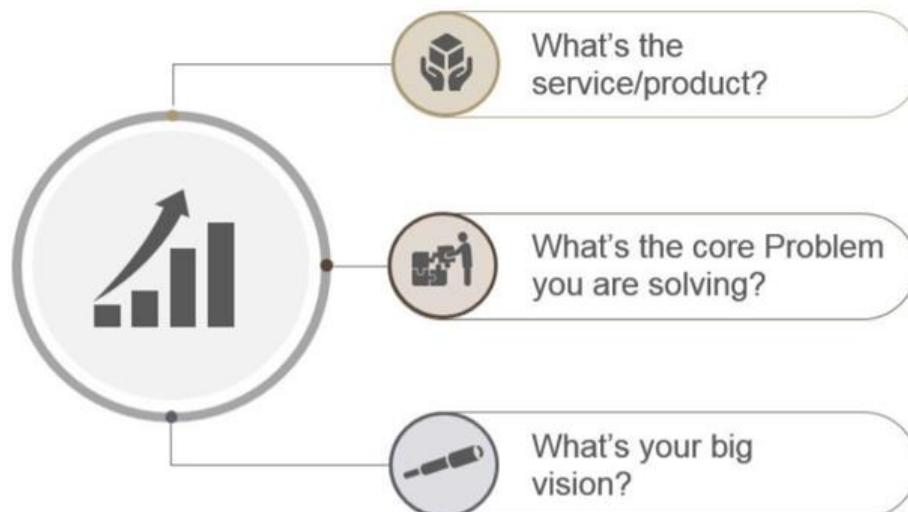 What’s the
service/product?
What’s the core Problem
you are solving?
What’s your big
vision?